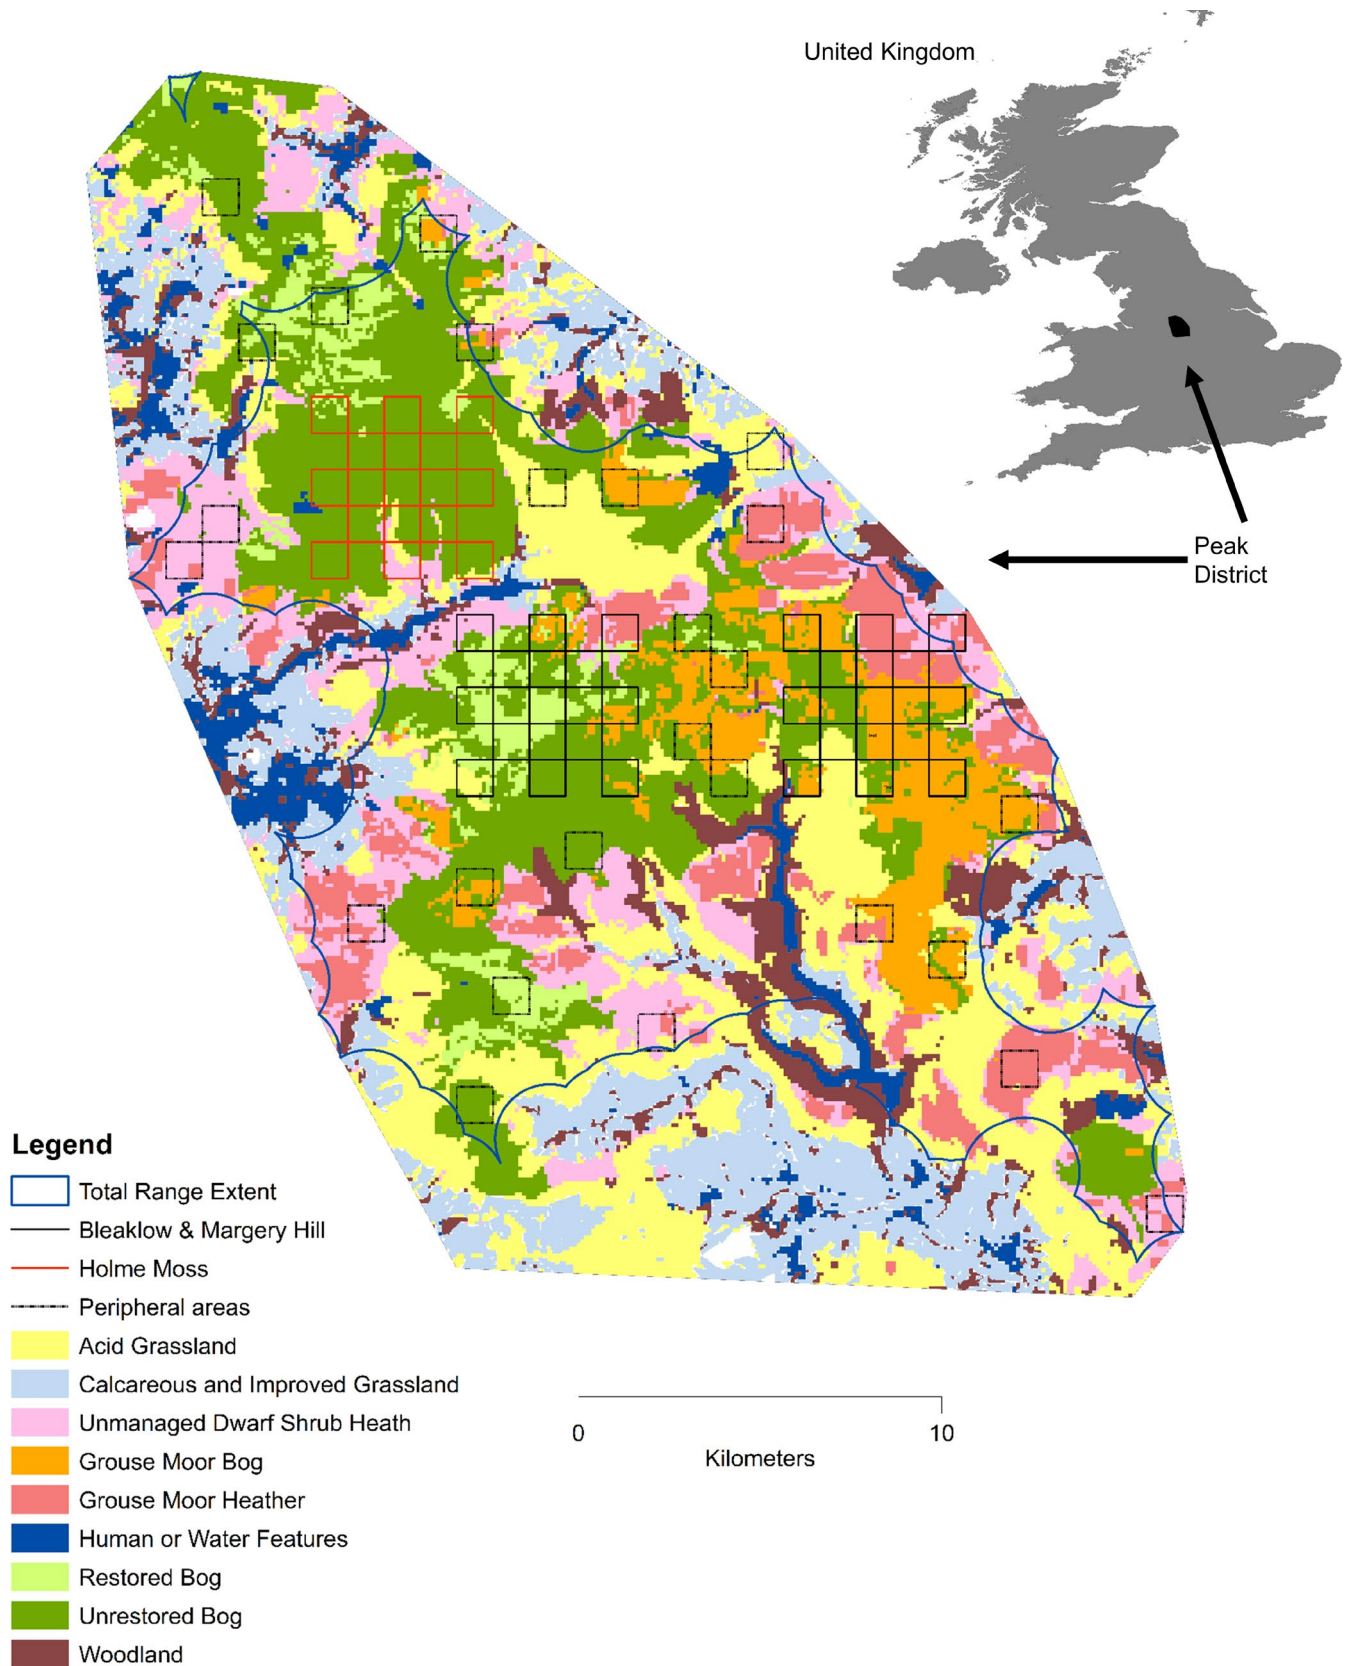 United Kingdom
Peak
District
Legend
Total Range Extent
Bleaklow & Margery Hill
Holme Moss
Peripheral areas
Acid Grassland
Calcareous and Improved Grassland
Unmanaged Dwarf Shrub Heath
Grouse Moor Bog
Grouse Moor Heather
Human or Water Features
Restored Bog
Unrestored Bog
Woodland
0 10
Kilometers